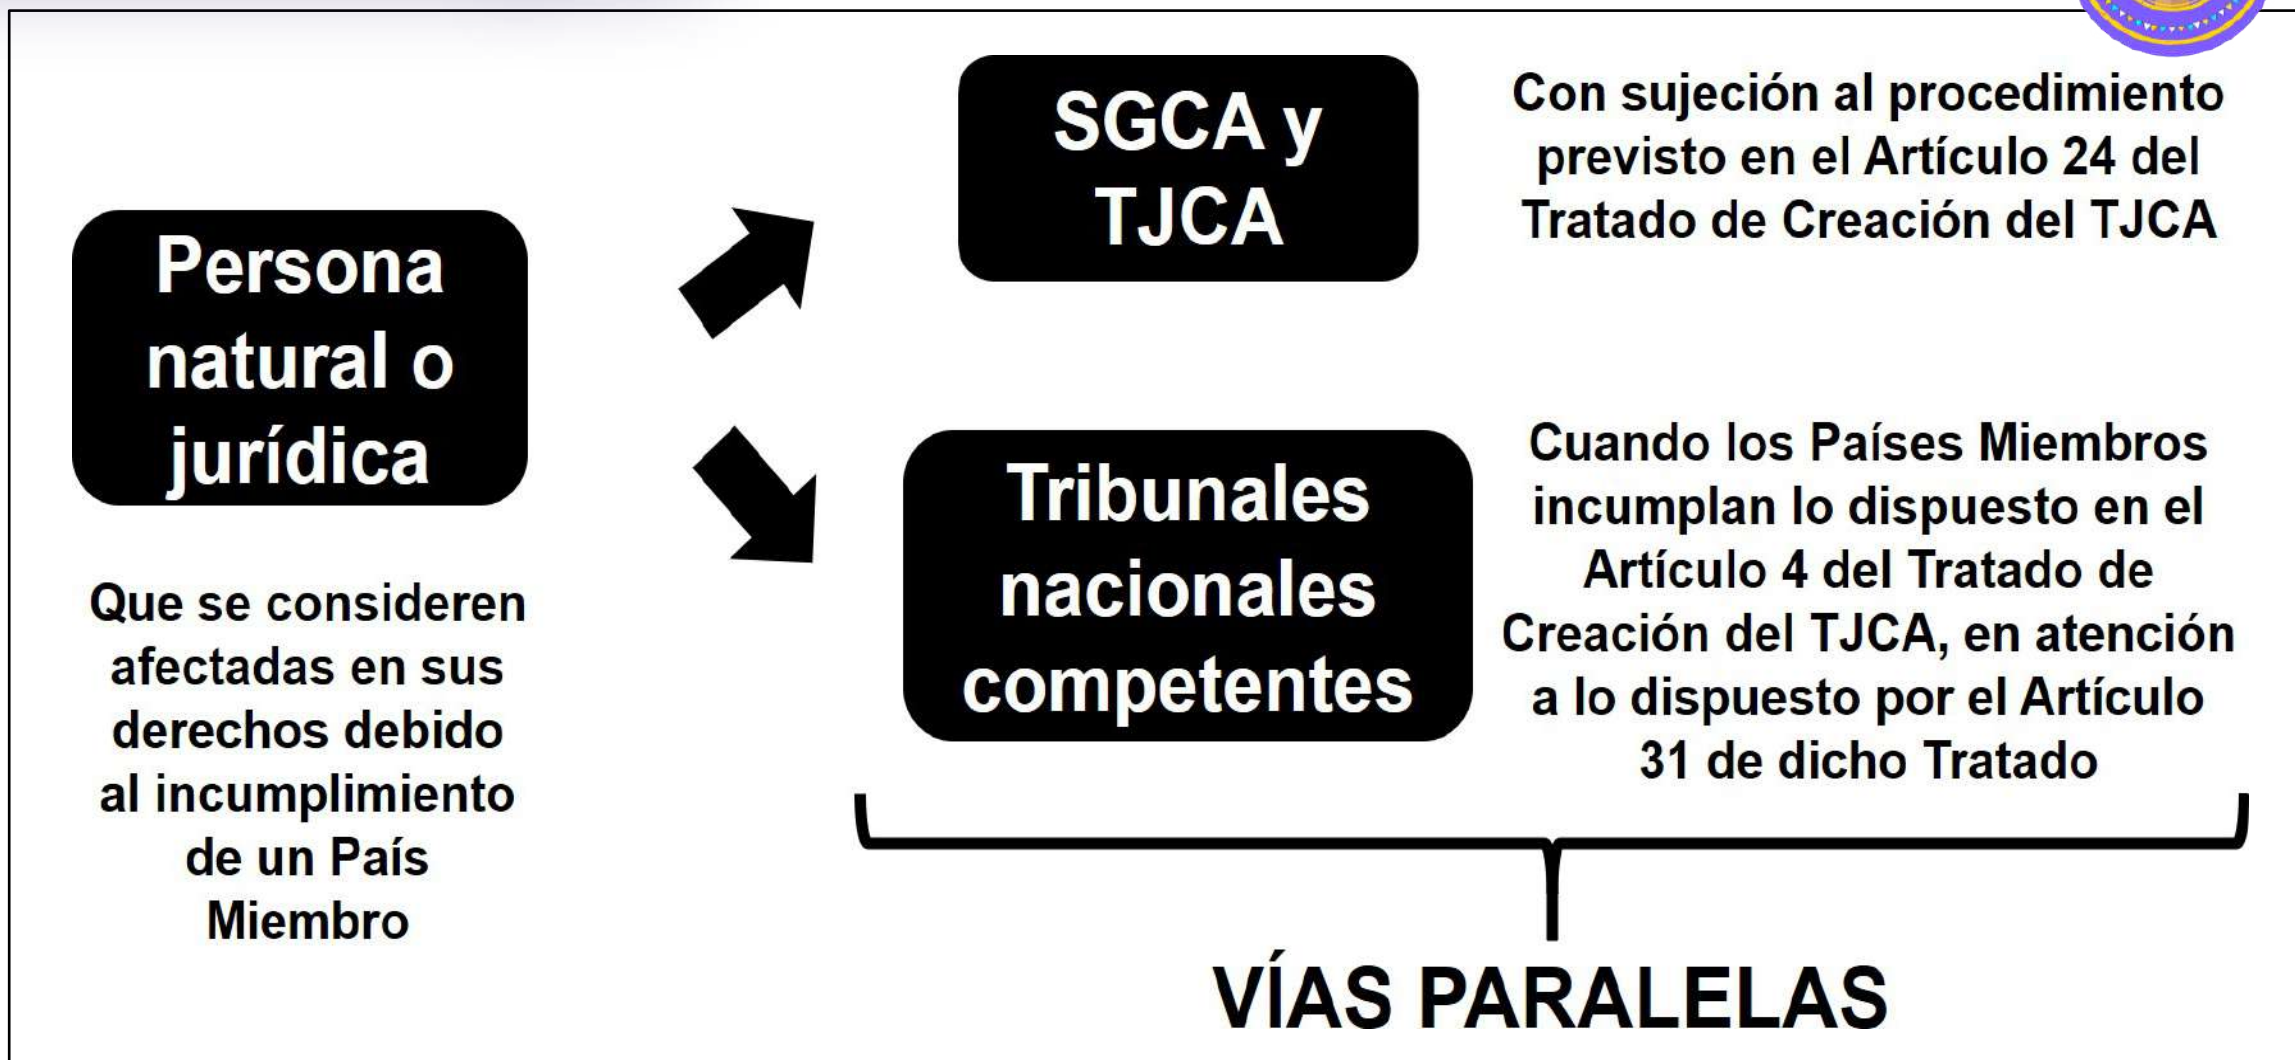 Persona
natural o
jurídica
Que se consideren
afectadas en sus
derechos debido
al incumplimiento
de un País
Miembro
SGCA y
TJCA
Con sujeción al procedimiento
previsto en el Artículo 24 del
Tratado de Creación del TJCA
Tribunales
nacionales
competentes
Cuando los Países Miembros
incumplan lo dispuesto en el
Artículo 4 del Tratado de
Creación del TJCA, en atención
a lo dispuesto por el Artículo
31 de dicho Tratado
VÍAS PARALELAS